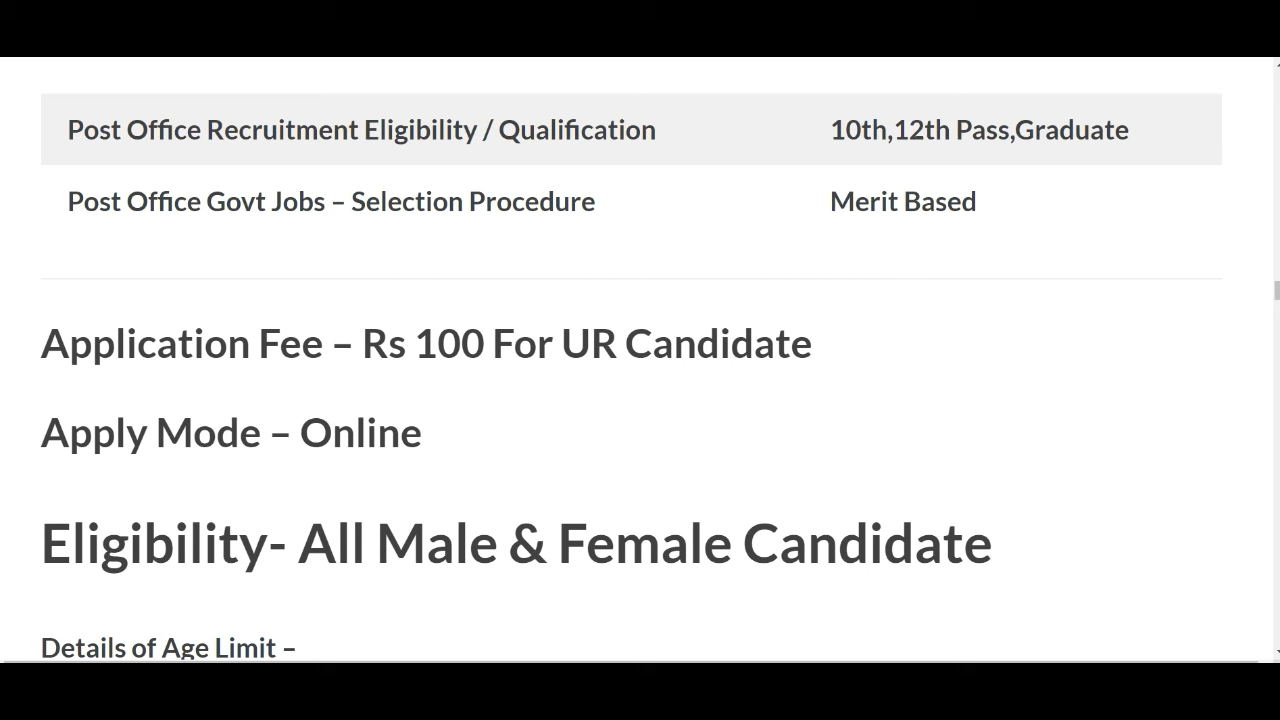 Post Office Recruitment Eligibility / Qualification 10th,12th Pass,Graduate
Post Office Govt Jobs – Selection Procedure Merit Based
Application Fee – Rs 100 For UR Candidate
Apply Mode – Online
Eligibility- All Male & Female Candidate
Details of Age Limit –